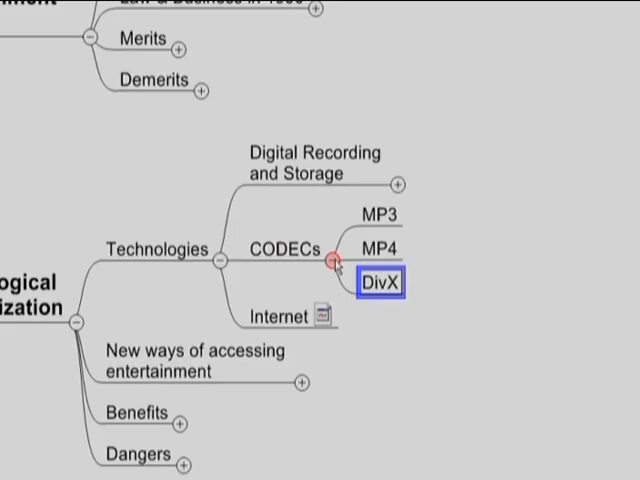 Merits
Demerits
Digital Recording
and Storage
MP3
Technologies
CODECs
MP4
DivX
ogical
ization
Internet
New ways of accessing
entertainment
Benefits
Dangers